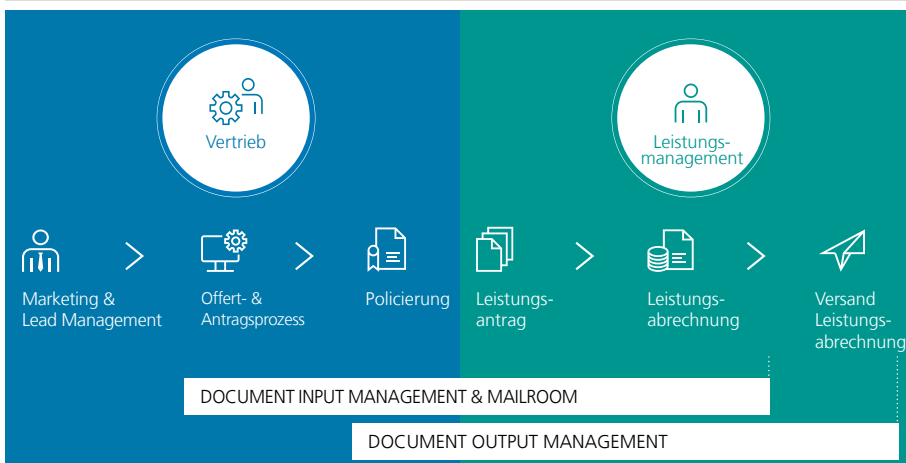 Vertrieb
Leistungs-
management
Marketing &
Lead Management
Offert- &
Antragsprozess
Policierung
Leistungs-
antrag
Leistungs-
abrechnung
Versand
Leistungs-
abrechnung
DOCUMENT INPUT MANAGEMENT & MAILROOM
DOCUMENT OUTPUT MANAGEMENT